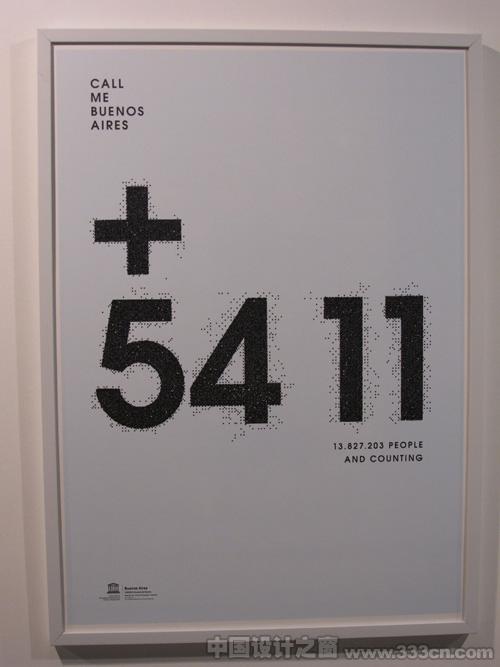 CALL
ME
BUENOS
AIRES
+
54 11
13.827.203 PEOPLE
AND COUNTING
Buenos Aires
中国设计之窗 www.333cn.com